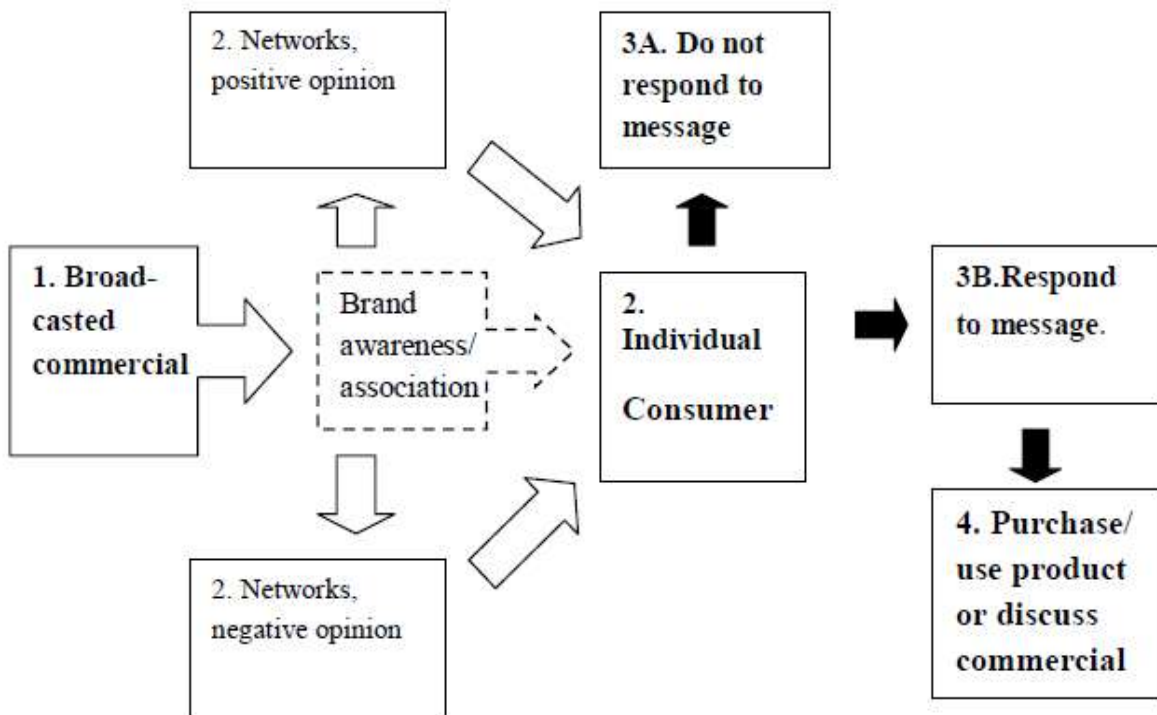 2. Networks,
positive opinion
3A. Do not
respond to
message
1. Broad-
casted
commercial
Brand
awareness/
association
2.
Individual
Consumer
3B.Respond
to message.
2. Networks,
negative opinion
4. Purchase/
use product
or discuss
commercial